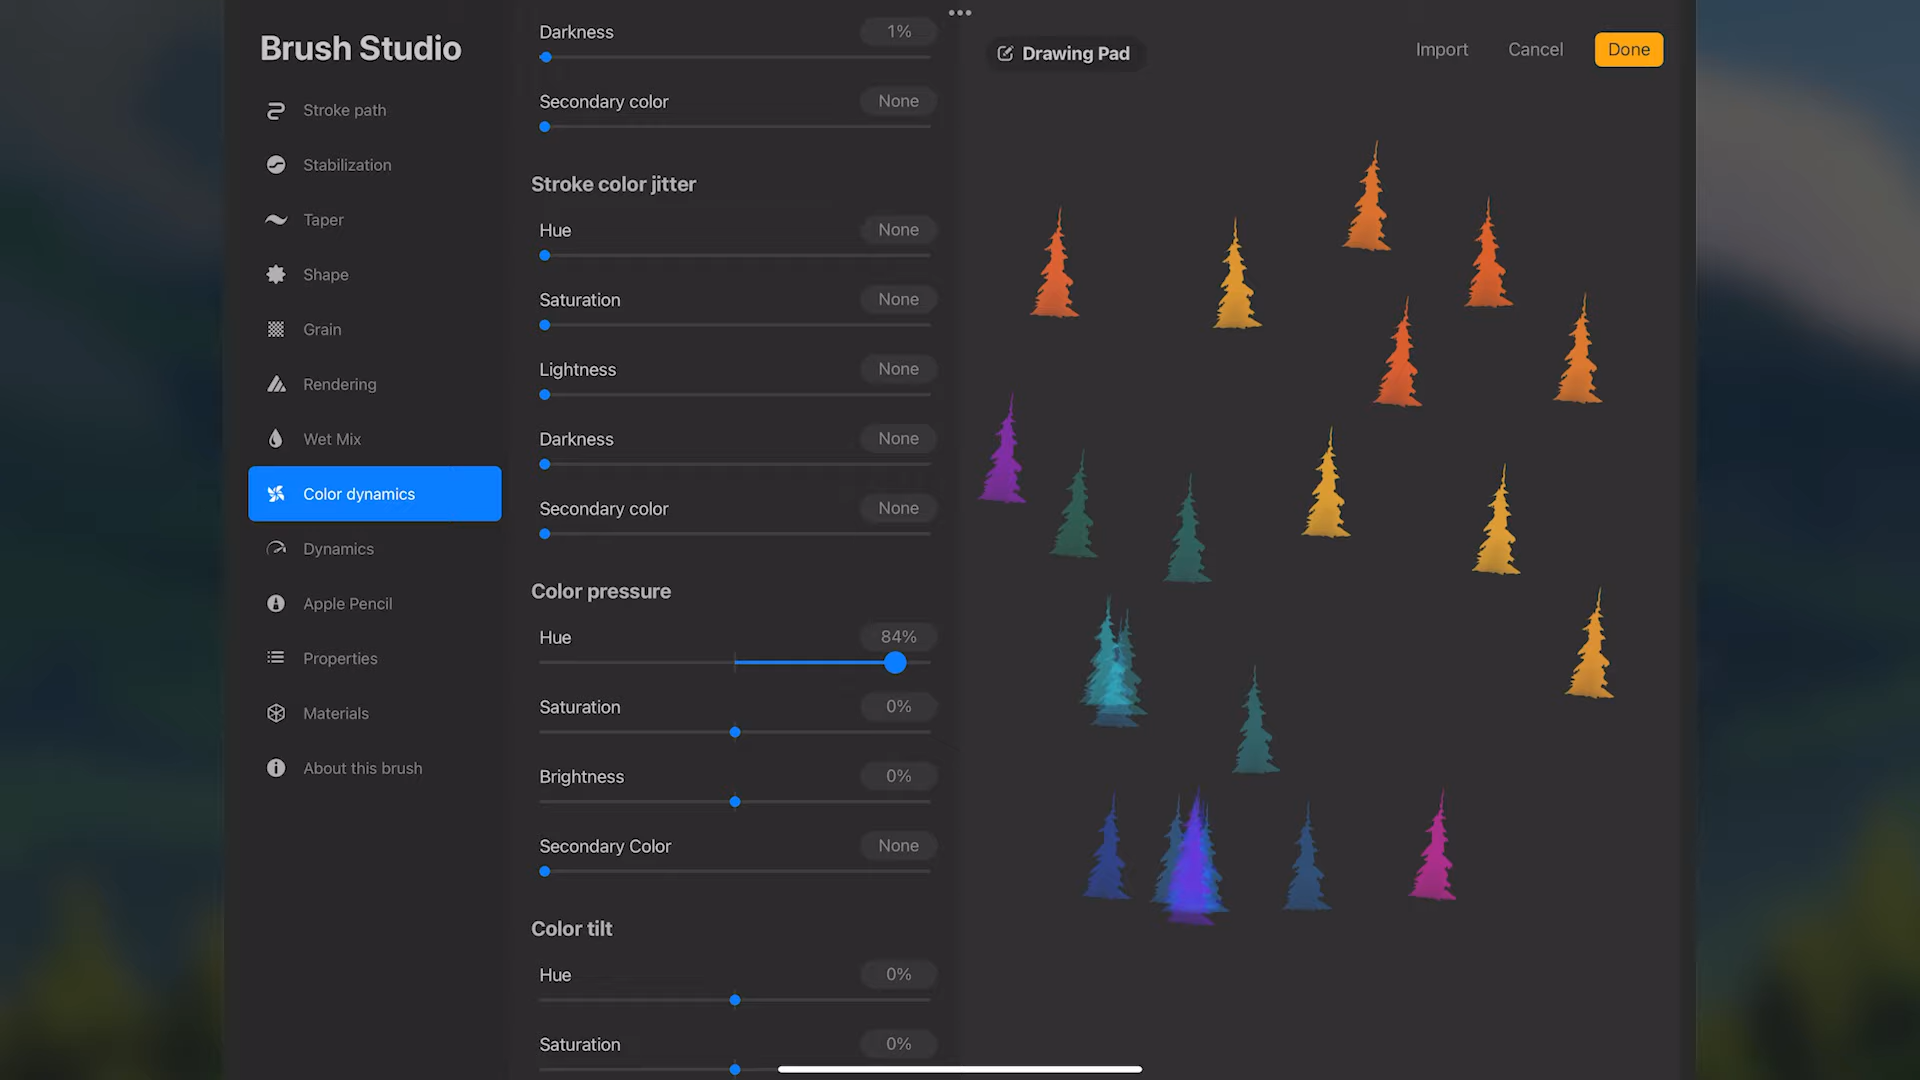 Brush Studio
Stroke path
Stabilization
Taper
Shape
Grain
Rendering
Wet Mix
Color dynamics
Dynamics
Apple Pencil
Properties
Materials
About this brush
Darkness 1%
Secondary color None
Stroke color jitter
Hue None
Saturation None
Lightness None
Darkness None
Secondary color None
Color pressure
Hue 84%
Saturation 0%
Brightness 0%
Secondary Color None
Color tilt
Hue 0%
Saturation 0%
Drawing Pad
Import Cancel Done